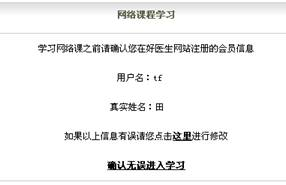 网络课程学习
学习网络课之前请确认您在好医生网站注册的会员信息
用户名：tf
真实姓名：田
如果以上信息有误请您点击这里进行修改
确认无误进入学习